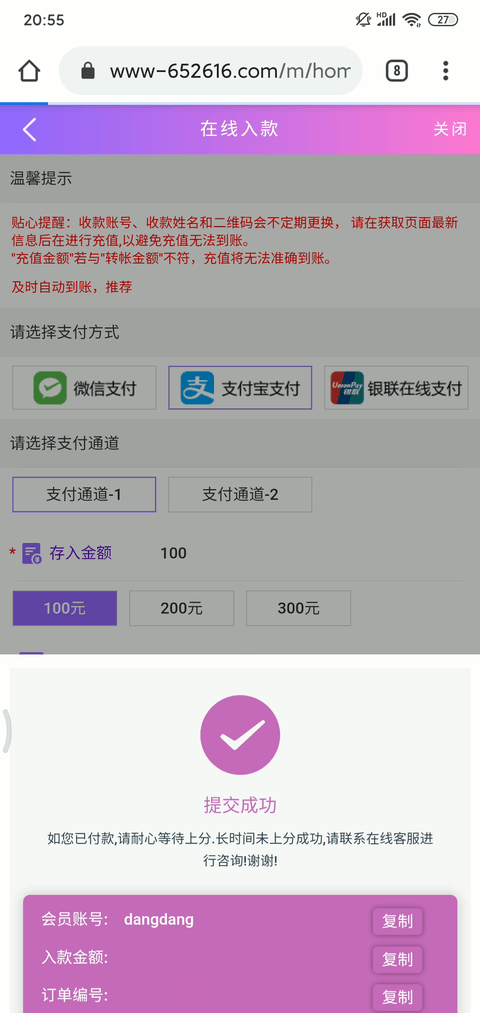 20:55
HD
27
www-652616.com/m/hom
8
在线入款
关闭
温馨提示
贴心提醒：收款账号、收款姓名和二维码会不定期更换， 请在获取页面最新
信息后在进行充值,以避免充值无法到账。
"充值金额"若与"转帐金额"不符，充值将无法准确到账。
及时自动到账，推荐
请选择支付方式
微信支付
支
支付宝支付
UnionPay
银联
银联在线支付
请选择支付通道
支付通道-1
支付通道-2
* 存入金额 100
100元
200元
300元
提交成功
如您已付款,请耐心等待上分.长时间未上分成功,请联系在线客服进
行咨询!谢谢!
会员账号: dangdang 复制
入款金额: 复制
订单编号: 复制